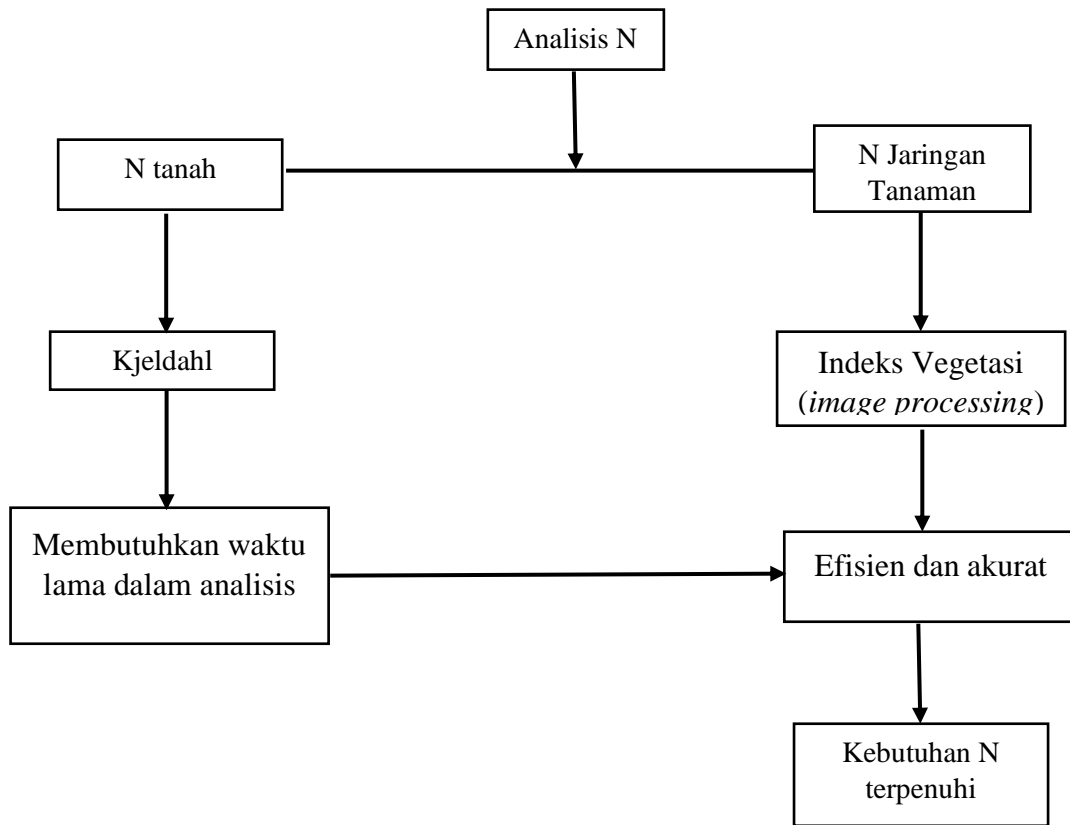 Analisis N
N tanah
N Jaringan
Tanaman
Kjeldahl
Indeks Vegetasi
(image processing)
Membutuhkan waktu
lama dalam analisis
Efisien dan akurat
Kebutuhan N
terpenuhi